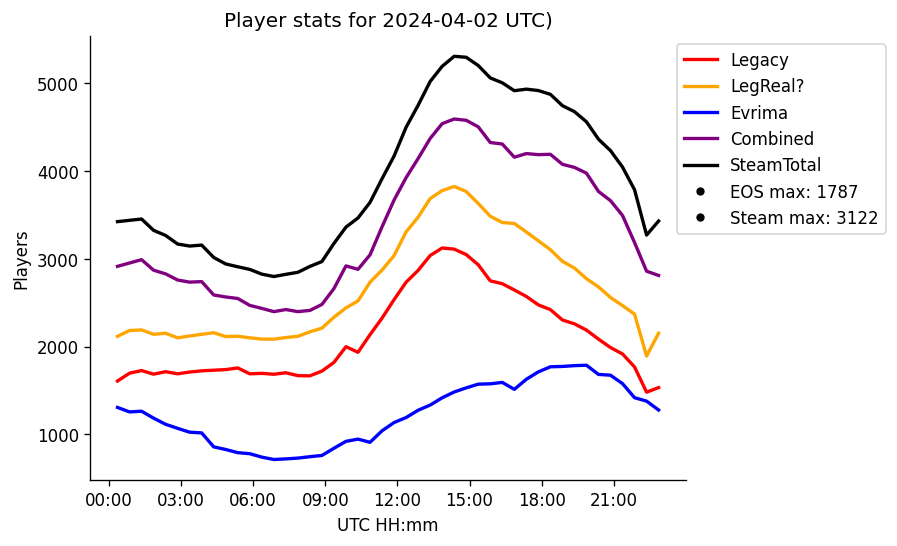 Player stats for 2024-04-02 UTC)
Players
5000
4000
3000
2000
1000
00:00 03:00 06:00 09:00 12:00 15:00 18:00 21:00
UTC HH:mm
Legacy
LegReal?
Evrima
Combined
SteamTotal
EOS max: 1787
Steam max: 3122